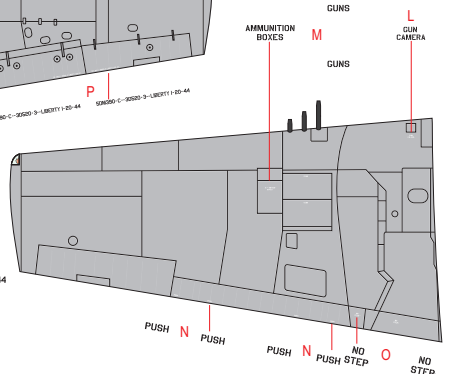 GUNS
L
AMMUNITION
BOXES
M
GUN
CAMERA
GUNS
P
N
PUSH
PUSH
N
PUSH
PUSH
NO
STEP
O
NO
STEP